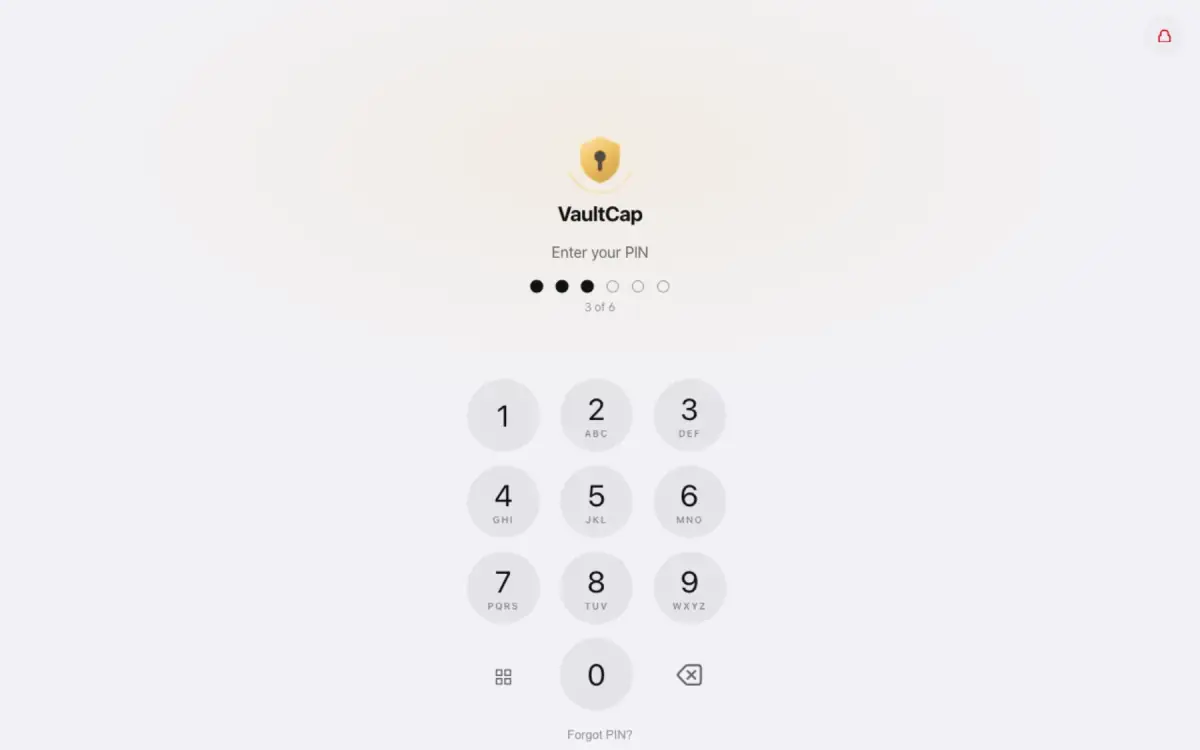 VaultCap
Enter your PIN
3 of 6
1 2 3
ABC DEF
4 5 6
GHI JKL MNO
7 8 9
PQRS TUV WXYZ
0
Forgot PIN?